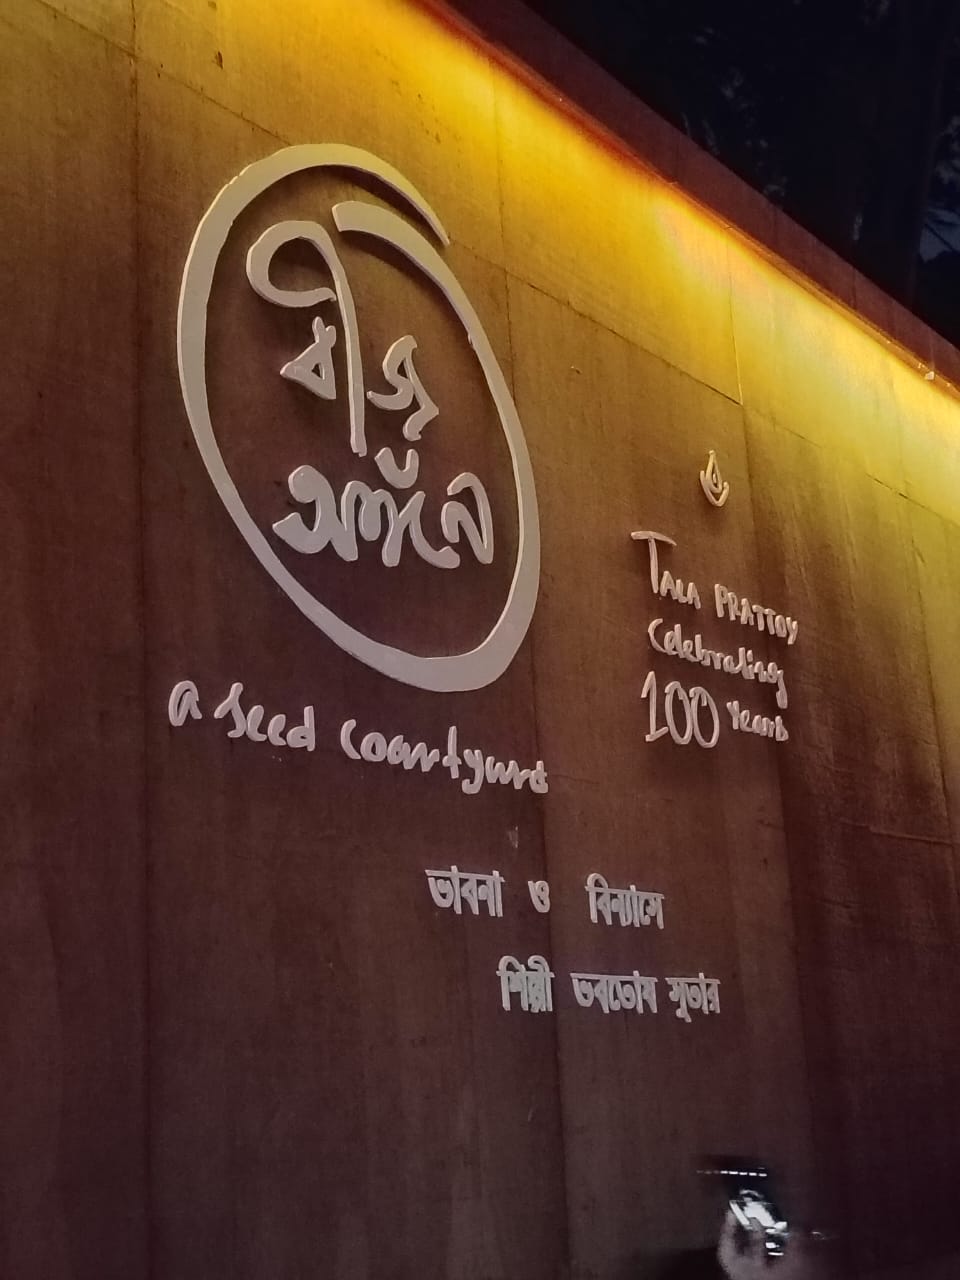 বীজ
অঙ্গনে
a seed courtyard
TALA PRATTOY
Celebrating
100 Years
ভাবনা ও বিন্যাসে
শিল্পী ভবতোষ সুতার